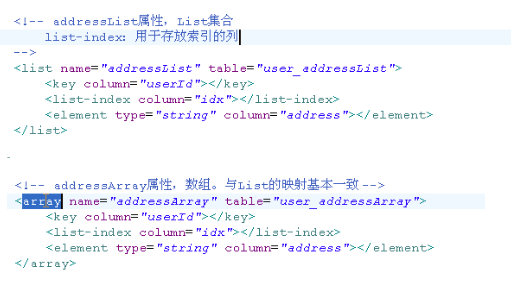 <!-- addressList属性，List集合
list-index: 用于存放索引的列
-->
<list name="addressList" table="user_addressList">
<key column="userId"></key>
<list-index column="idx"></list-index>
<element type="string" column="address"></element>
</list>
<!-- addressArray属性，数组。与List的映射基本一致-->
<array name="addressArray" table="user_addressArray">
<key column="userId"></key>
<list-index column="idx"></list-index>
<element type="string" column="address"></element>
</array>